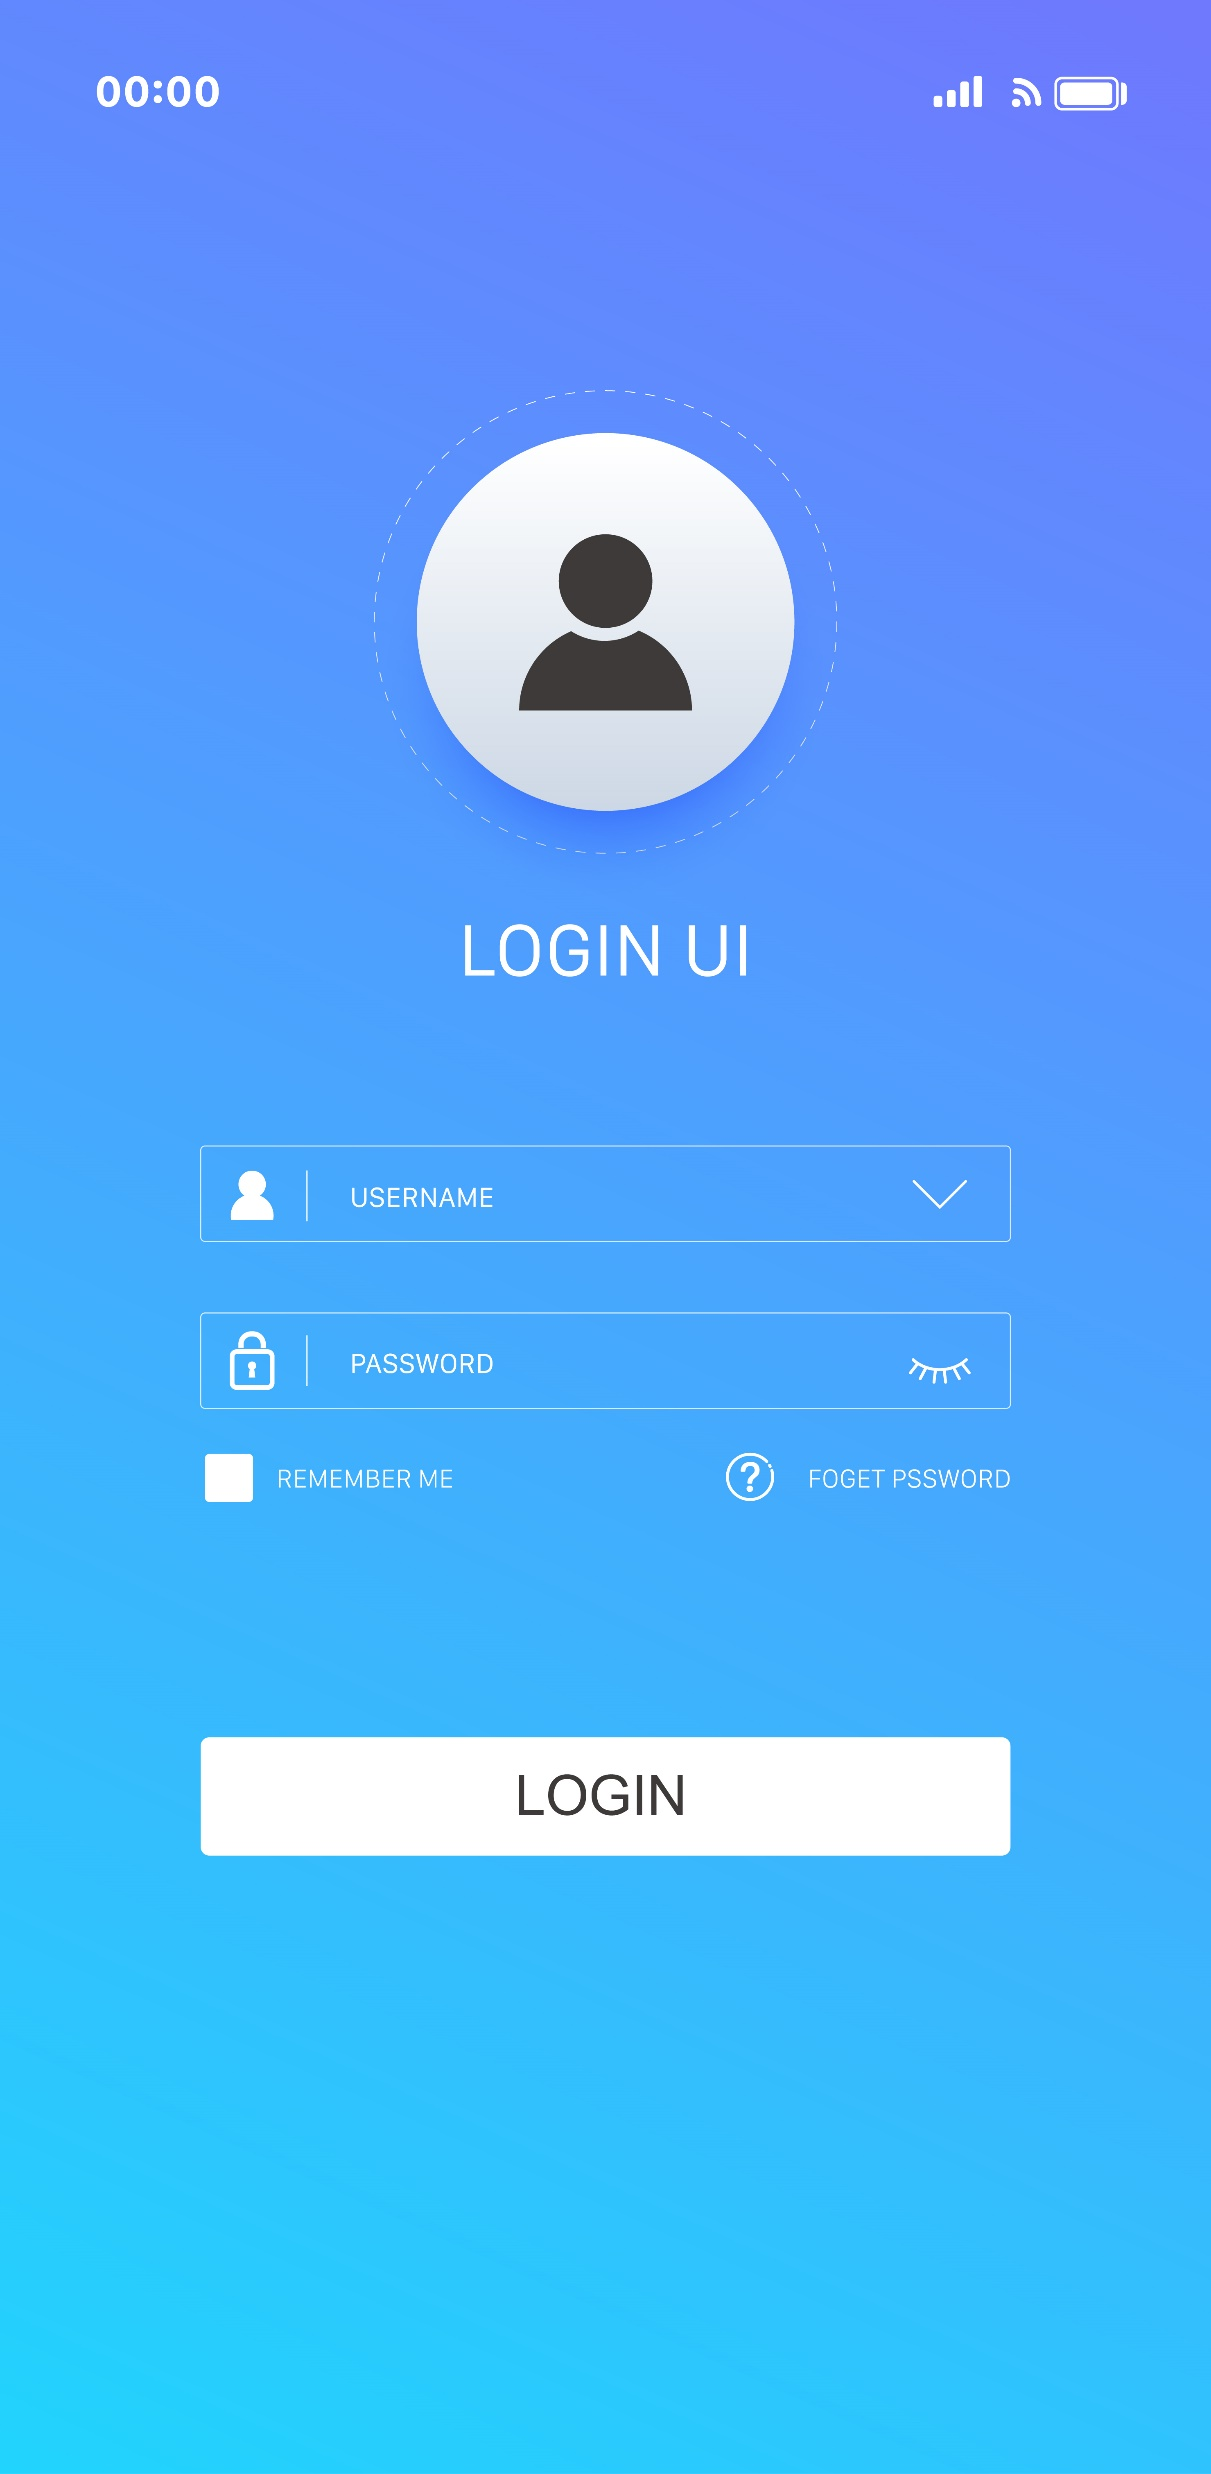 00:00
LOGIN UI
USERNAME
PASSWORD
REMEMBER ME
FOGET PSSWORD
LOGIN